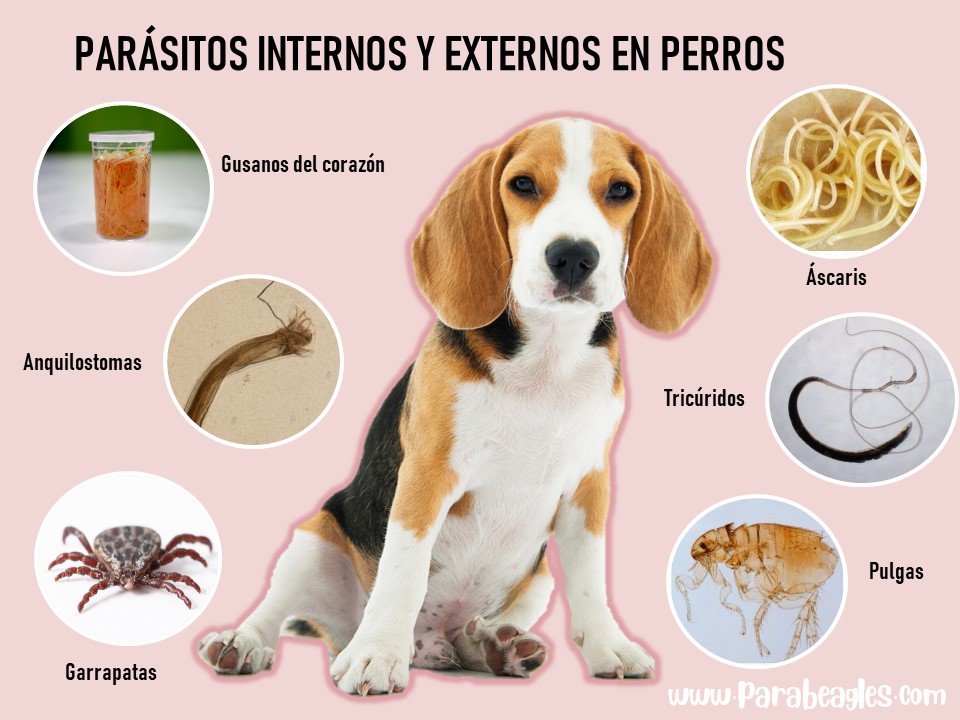 PARÁSITOS INTERNOS Y EXTERNOS EN PERROS
Gusanos del corazón
Áscaris
Anquilostomas
Tricúridos
Pulgas
Garrapatas
www.Parabeagles.com